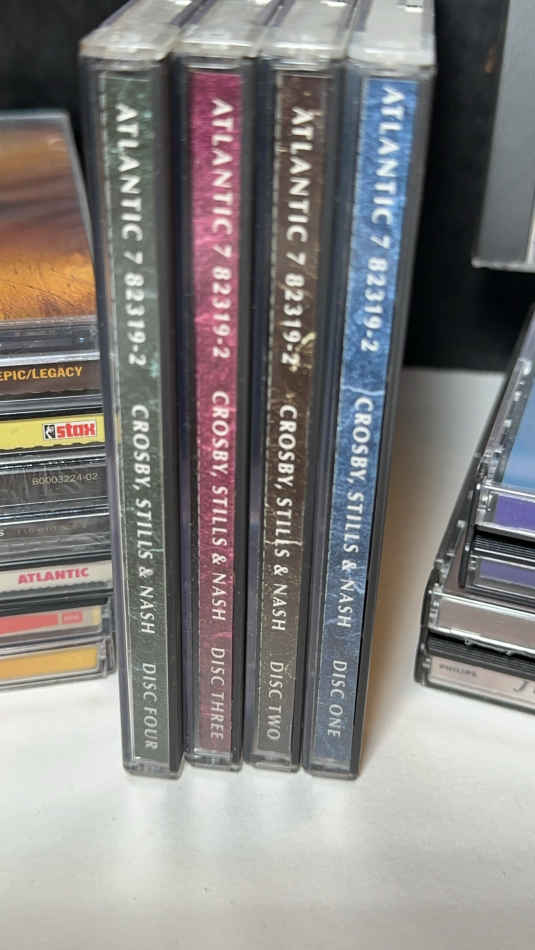 ATLANTIC 7 82319-2 CROSBY, STILLS & NASH DISC FOUR
ATLANTIC 7 82319-2 CROSBY, STILLS & NASH DISC THREE
ATLANTIC 7 82319-2 CROSBY, STILLS & NASH DISC TWO
ATLANTIC 7 82319-2 CROSBY, STILLS & NASH DISC ONE
EPIC/LEGACY
stax
B0003224-02
ATLANTIC
PHILIPS